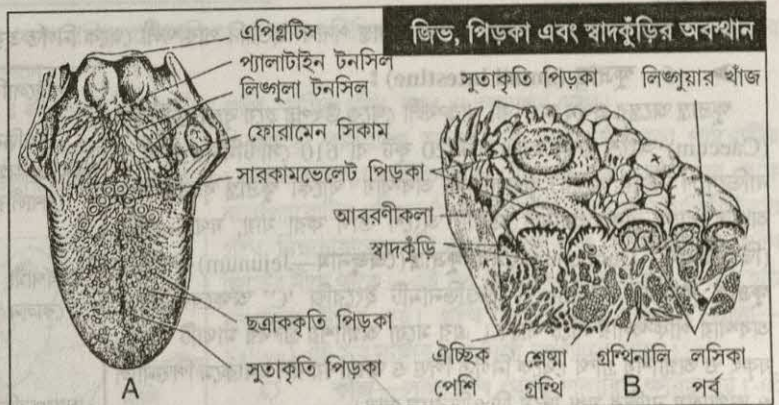 জিভ, পিড়কা এবং স্বাদকুঁড়ির অবস্থান
এপিগ্লটিস
প্যালাটাইন টনসিল
লিঙ্গুলা টনসিল
ফোরামেন সিকাম
সারকামভেলেট পিড়কা
আবরণীকলা
স্বাদকুঁড়ি
ছত্রাককৃতি পিড়কা
সুতাকৃতি পিড়কা
A
সুতাকৃতি পিড়কা
লিঙ্গুয়ার খাঁজ
ঐচ্ছিক
পেশি
শ্লেষ্মা
গ্রন্থি
গ্রন্থিনালি
B
লসিকা
পর্ব